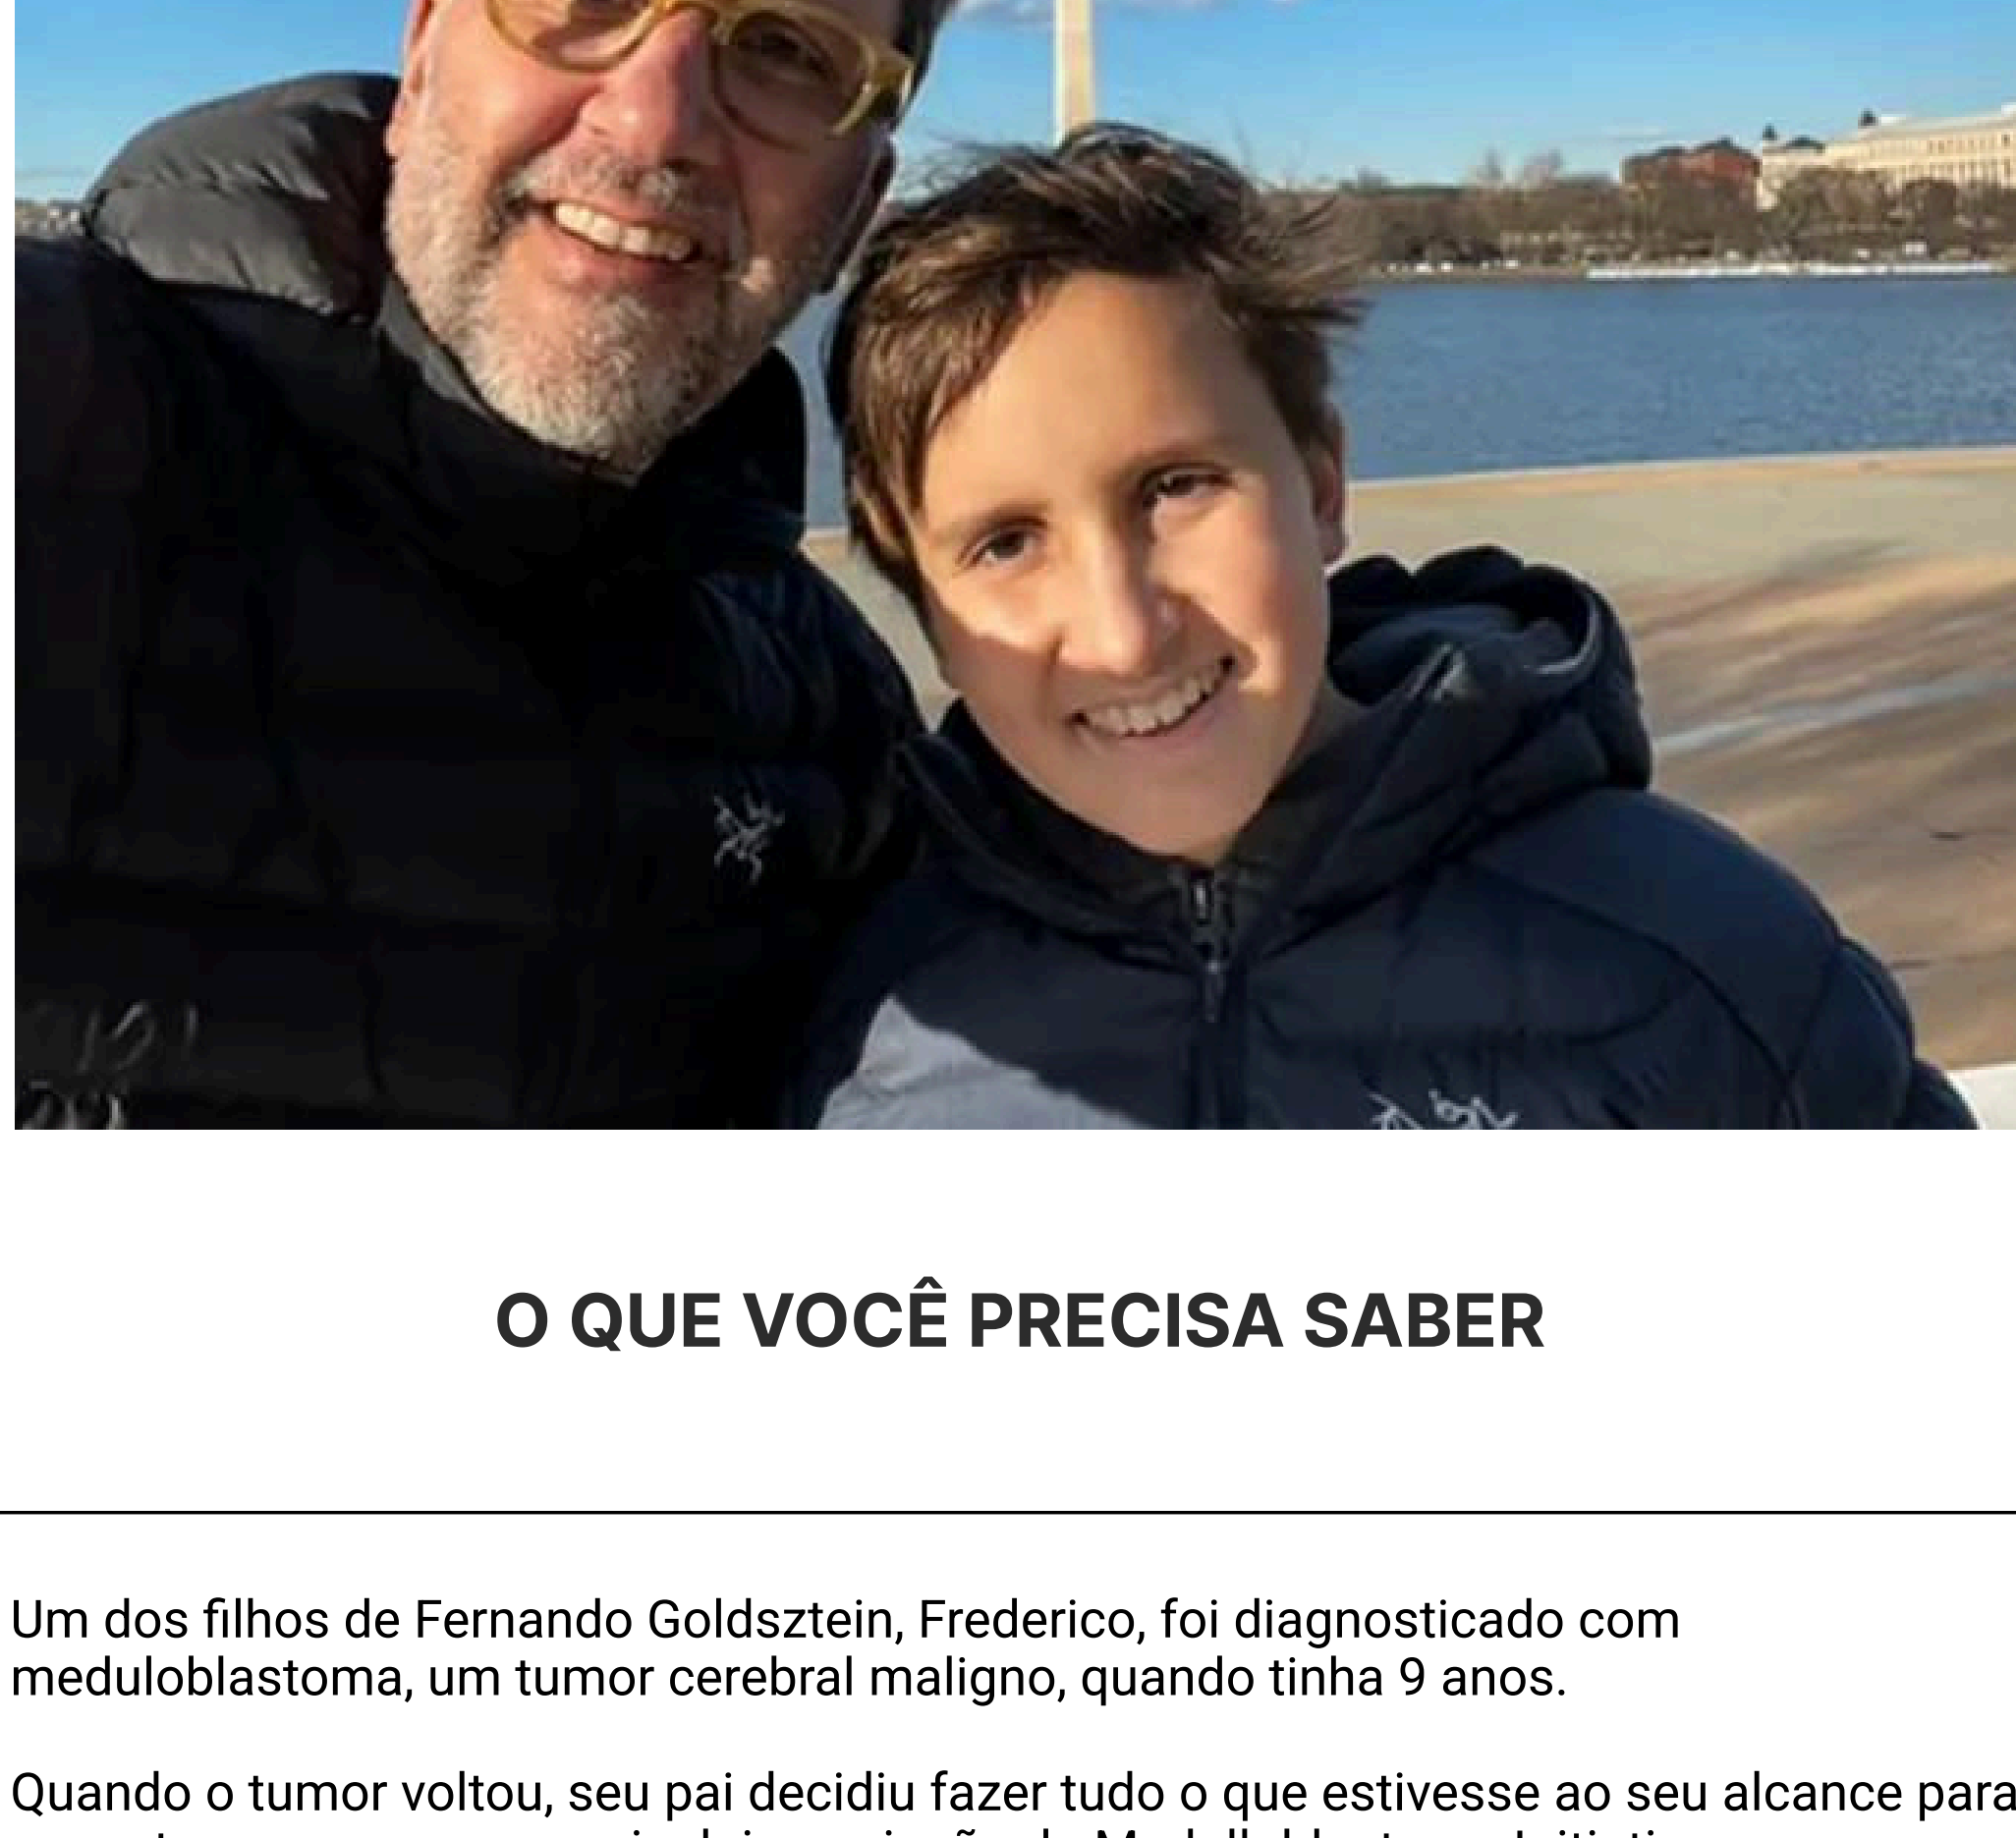 O QUE VOCÊ PRECISA SABER
Um dos filhos de Fernando Goldsztein, Frederico, foi diagnosticado com
meduloblastoma, um tumor cerebral maligno, quando tinha 9 anos.
Quando o tumor voltou, seu pai decidiu fazer tudo o que estivesse ao seu alcance para